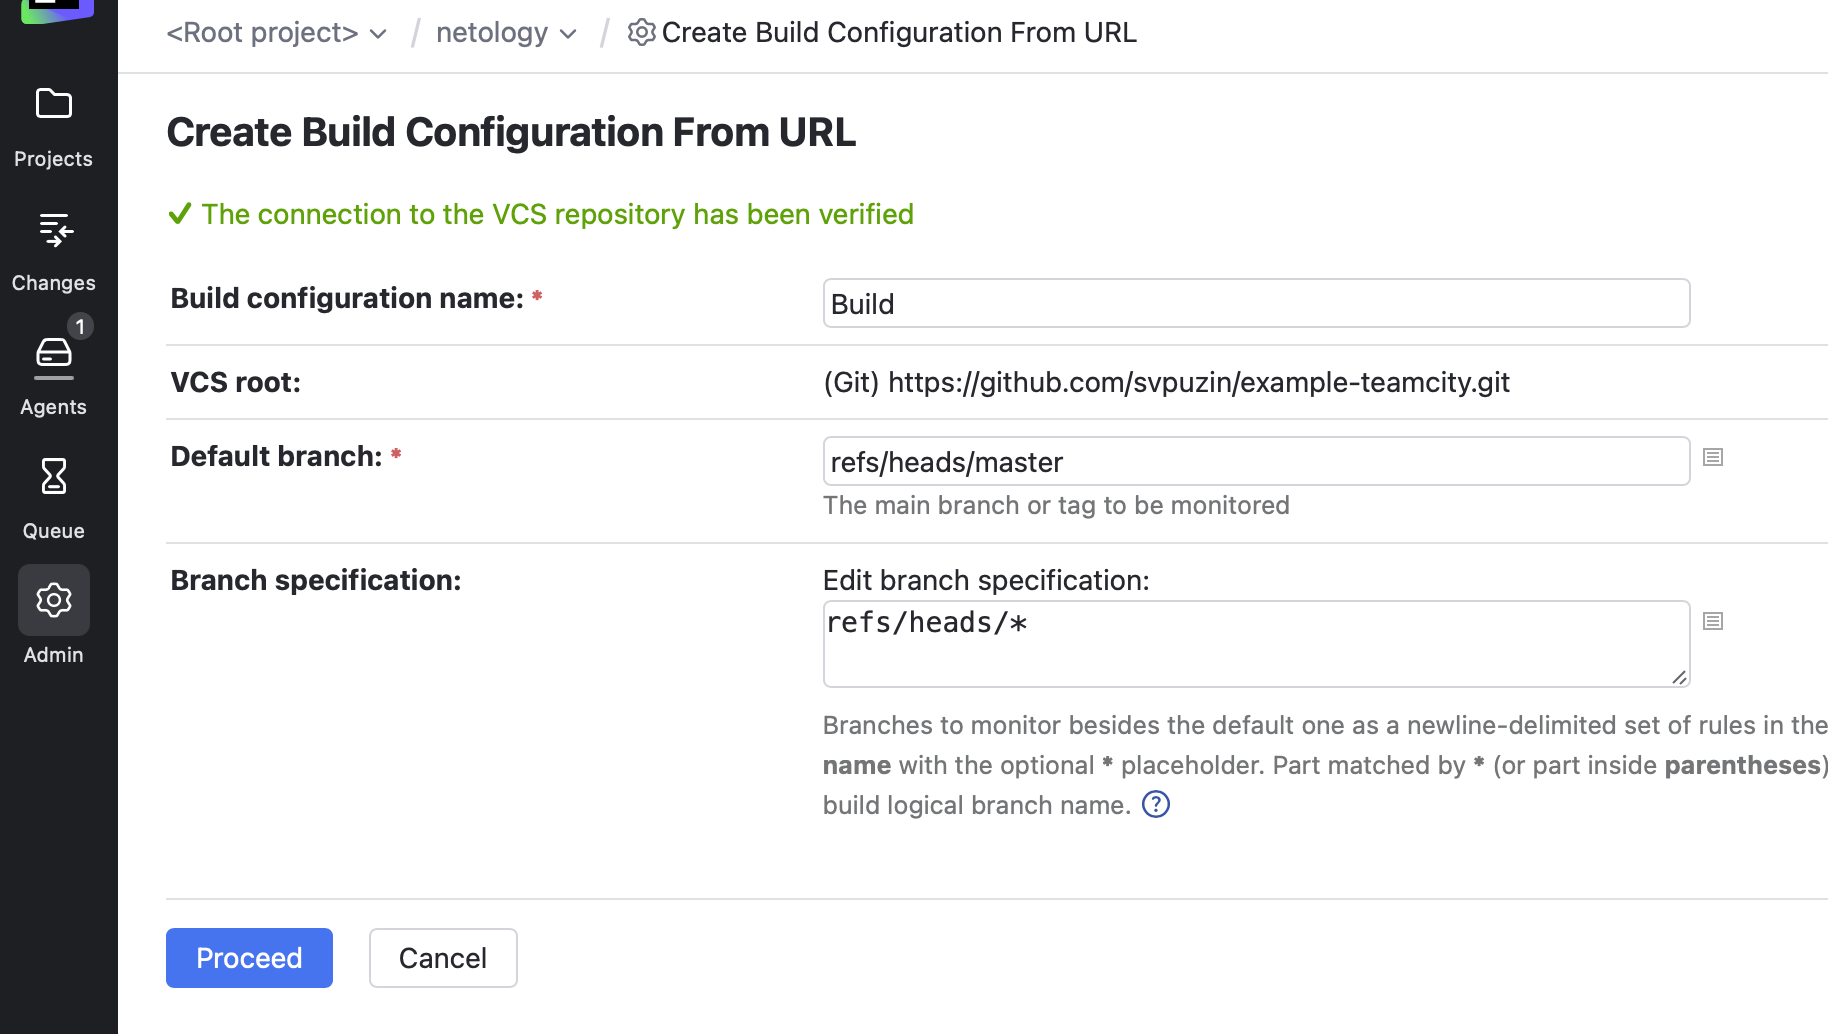 <Root project> / netology / Create Build Configuration From URL
Projects
Changes
1
Agents
Queue
Admin
Create Build Configuration From URL
The connection to the VCS repository has been verified
Build configuration name: *
Build
VCS root:
(Git) https://github.com/svpuzin/example-teamcity.git
Default branch: *
refs/heads/master
The main branch or tag to be monitored
Branch specification:
Edit branch specification:
refs/heads/*
Branches to monitor besides the default one as a newline-delimited set of rules in the
name with the optional * placeholder. Part matched by * (or part inside parentheses)
build logical branch name. ?
Proceed
Cancel